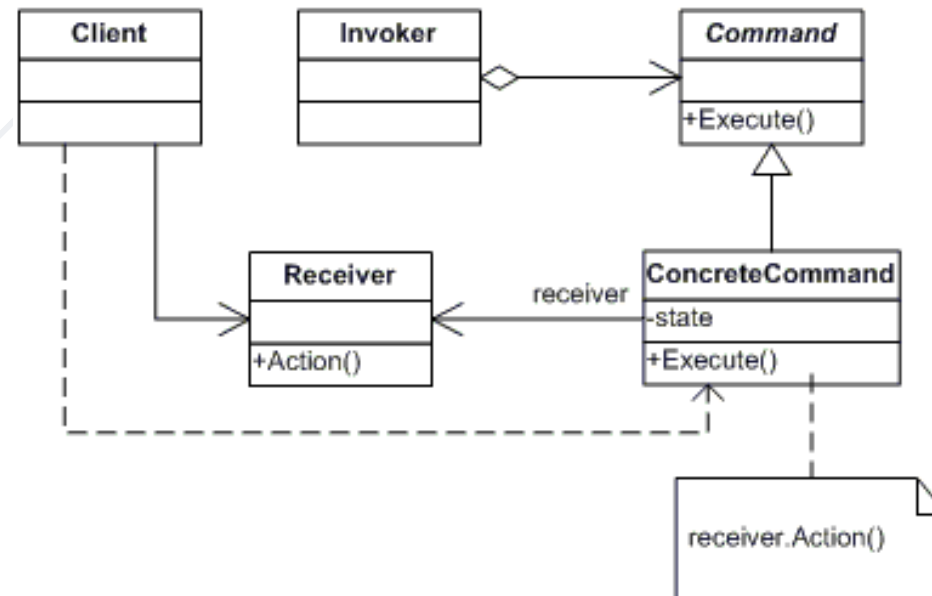 Client
Invoker
Command
+Execute()
Receiver
+Action()
receiver
ConcreteCommand
-state
+Execute()
receiver.Action()